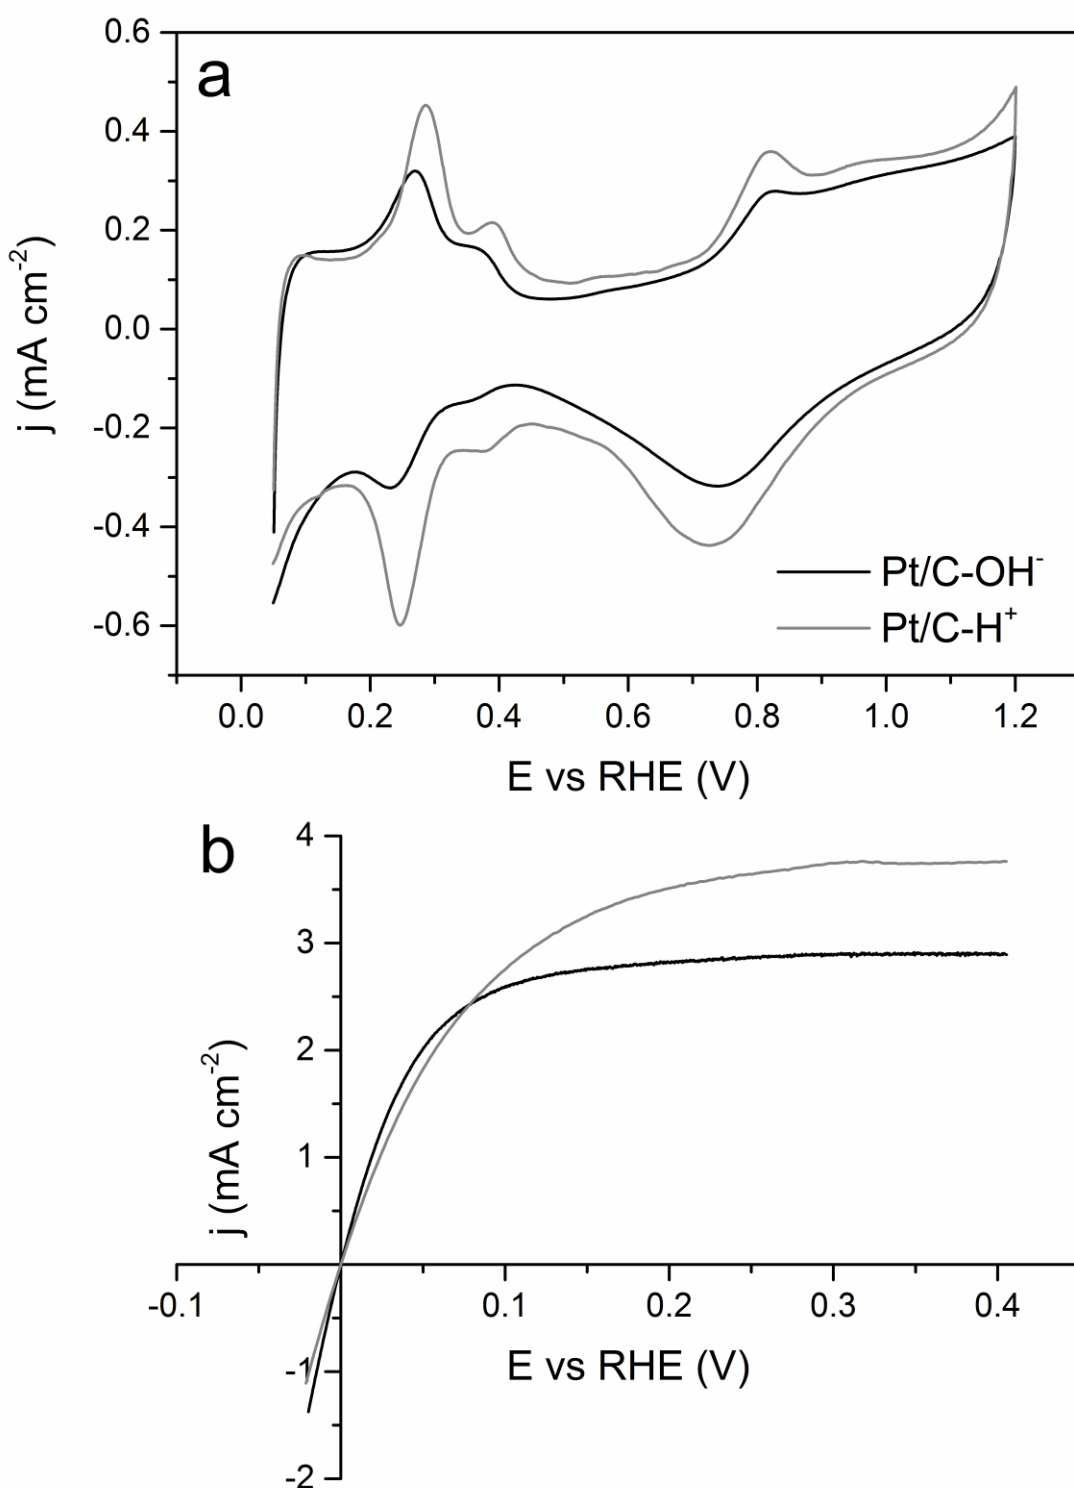 a
0.6
0.4
0.2
0.0
-0.2
-0.4
-0.6
j (mA cm⁻²)
Pt/C-OH⁻
Pt/C-H⁺
0.0 0.2 0.4 0.6 0.8 1.0 1.2
E vs RHE (V)
b
4
3
2
1
-1
-2
j (mA cm⁻²)
-0.1 0.1 0.2 0.3 0.4
E vs RHE (V)